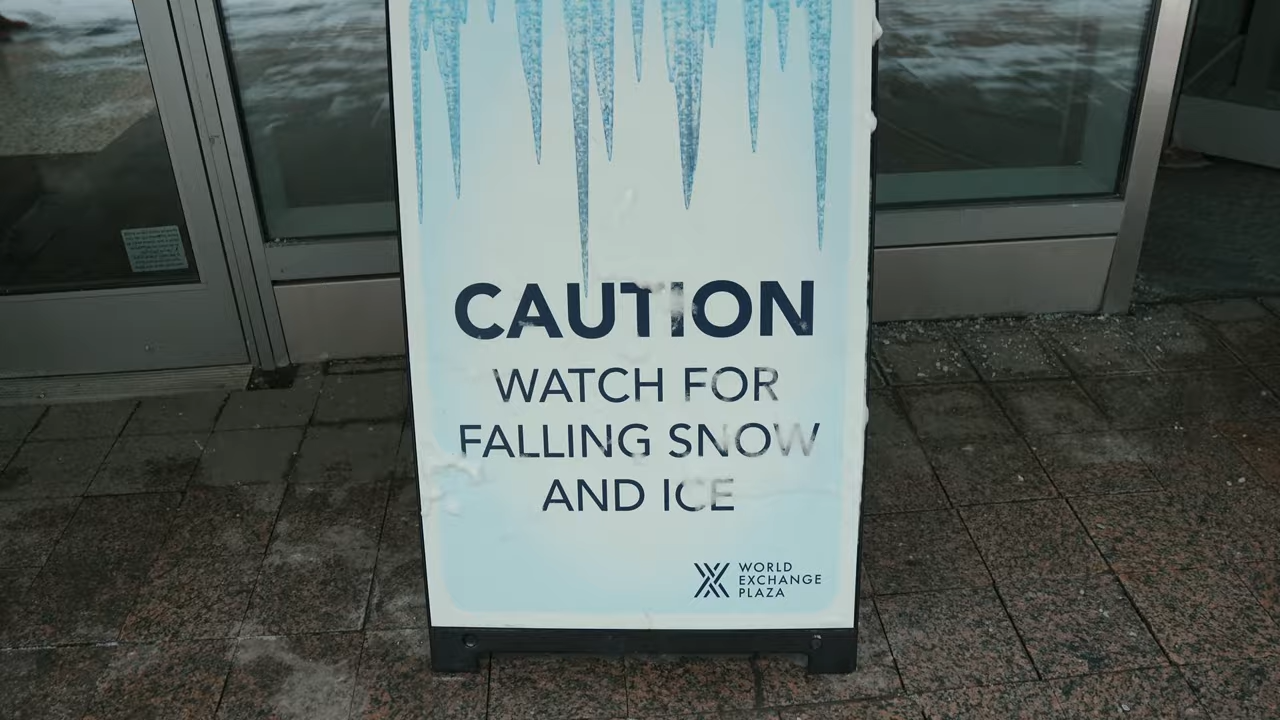 CAUTION
WATCH FOR
FALLING SNOW
AND ICE
WORLD
EXCHANGE
PLAZA